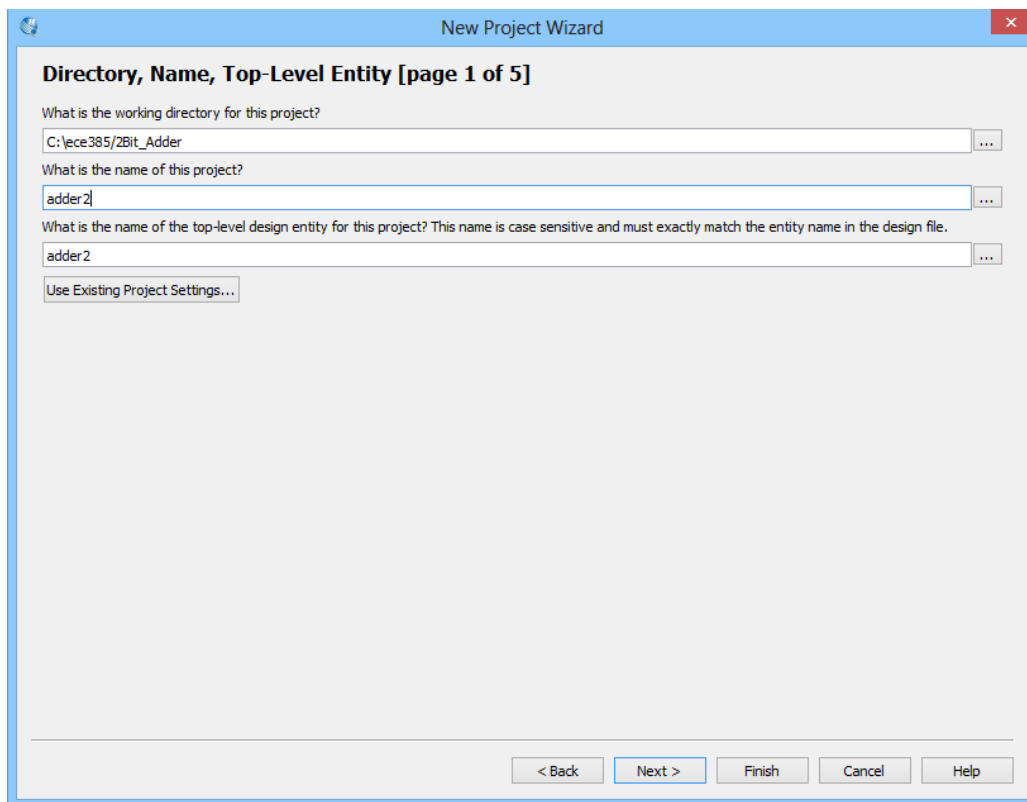 New Project Wizard
Directory, Name, Top-Level Entity [page 1 of 5]
What is the working directory for this project?
C:\ece385/2Bit_Adder
...
What is the name of this project?
adder2
...
What is the name of the top-level design entity for this project? This name is case sensitive and must exactly match the entity name in the design file.
adder2
...
Use Existing Project Settings...
< Back Next > Finish Cancel Help